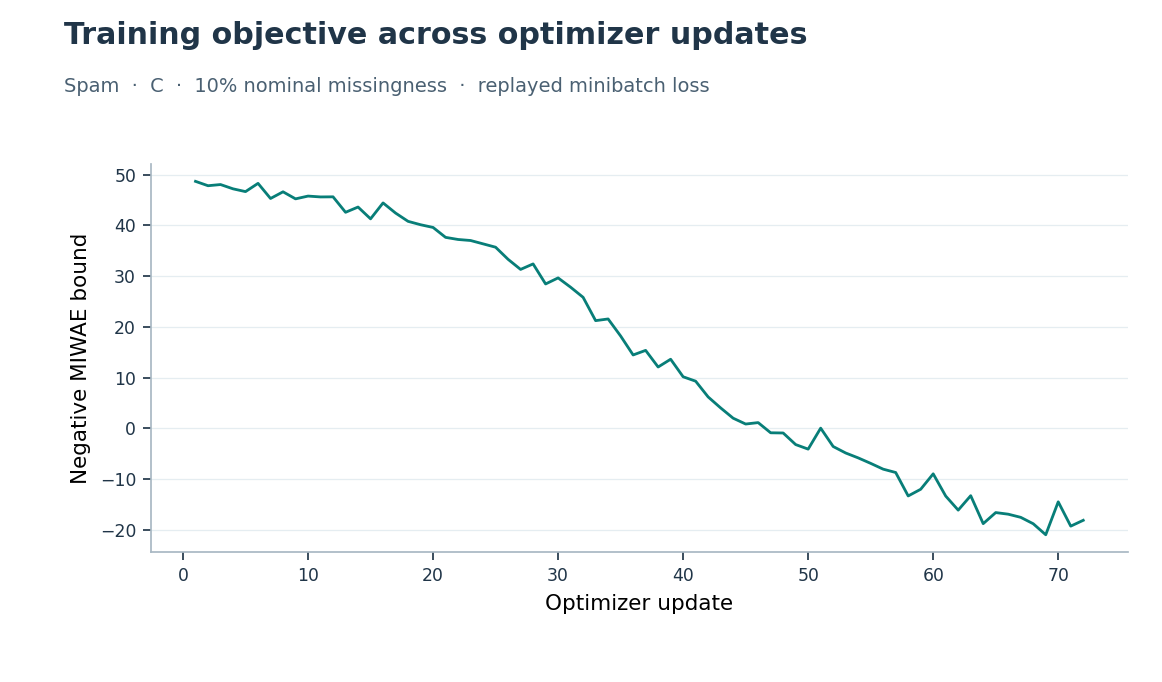 Training objective across optimizer updates
Spam · C · 10% nominal missingness · replayed minibatch loss
Negative MIWAE bound
50
40
30
20
10
0
−10
−20
0 10 20 30 40 50 60 70
Optimizer update